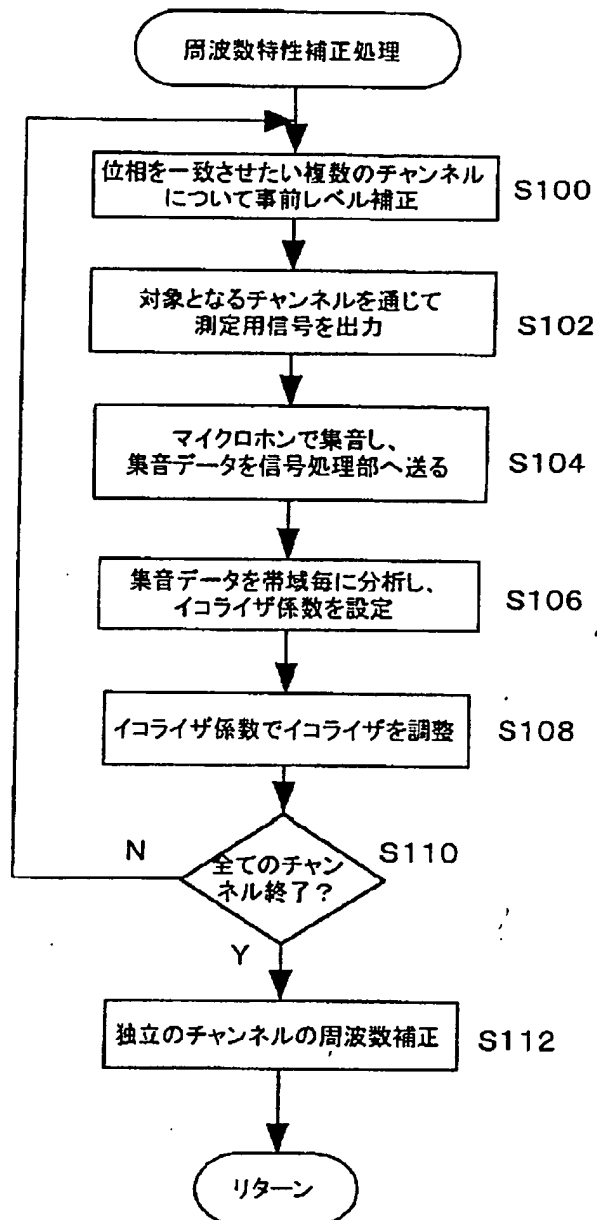 周波数特性補正処理
位相を一致させたい複数のチャンネル
について事前レベル補正
S100
対象となるチャンネルを通じて
測定用信号を出力
S102
マイクロホンで集音し、
集音データを信号処理部へ送る
S104
集音データを帯域毎に分析し、
イコライザ係数を設定
S106
イコライザ係数でイコライザを調整
S108
N
S110
全てのチャン
ネル終了？
Y
独立のチャンネルの周波数補正
S112
リターン